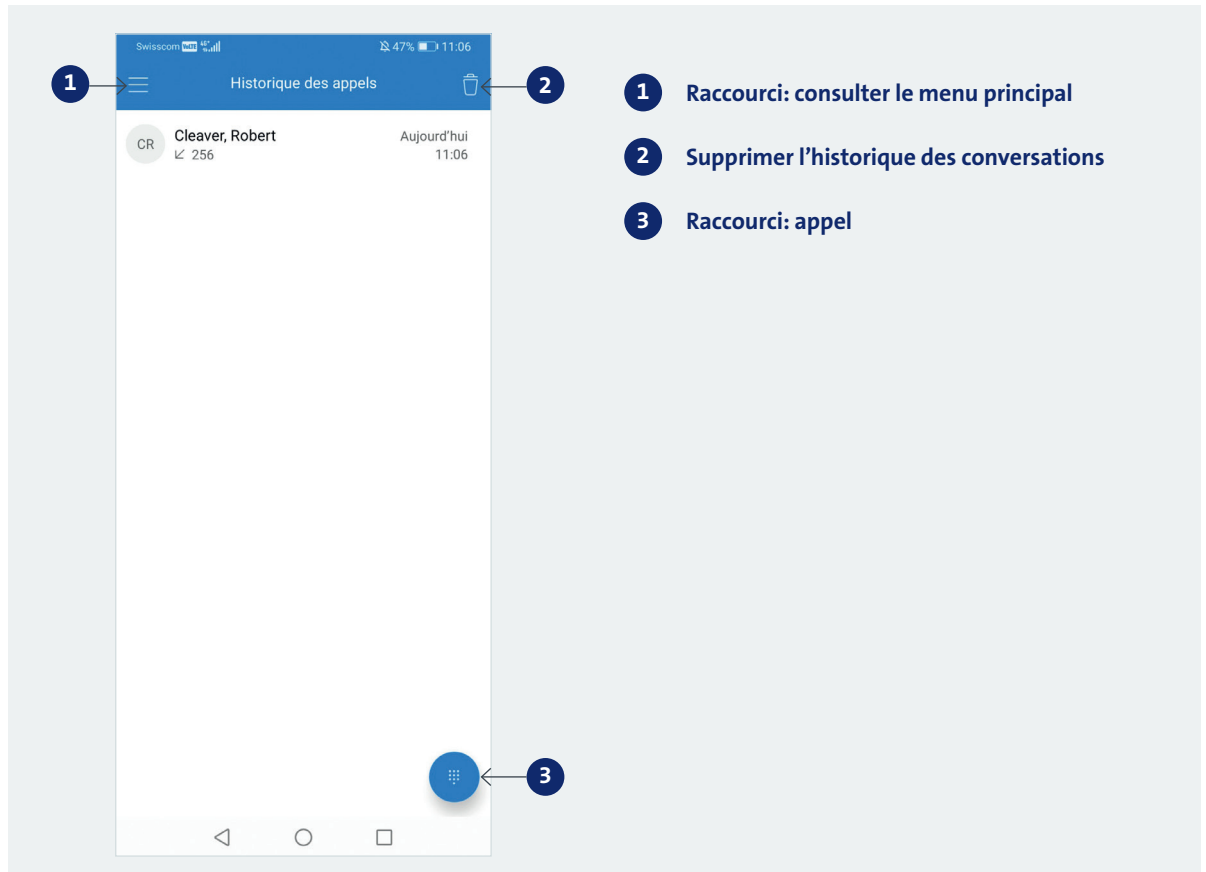 Swisscom VoLTE 47% 11:06
1 Historique des appels 2
CR Cleaver, Robert Aujourd'hui
256 11:06
3
1 Raccourci: consulter le menu principal
2 Supprimer l’historique des conversations
3 Raccourci: appel